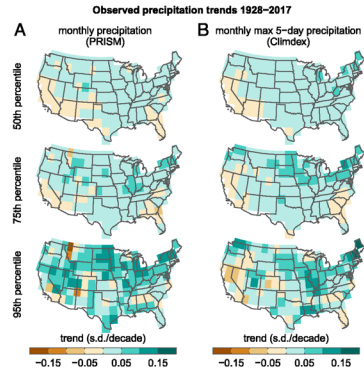 Observed precipitation trends 1928–2017
A
monthly precipitation
(PRISM)
B
monthly max 5-day precipitation
(Climdex)
50th percentile
75th percentile
95th percentile
trend (s.d./decade)
−0.15 −0.05 0.05 0.15
trend (s.d./decade)
−0.15 −0.05 0.05 0.15